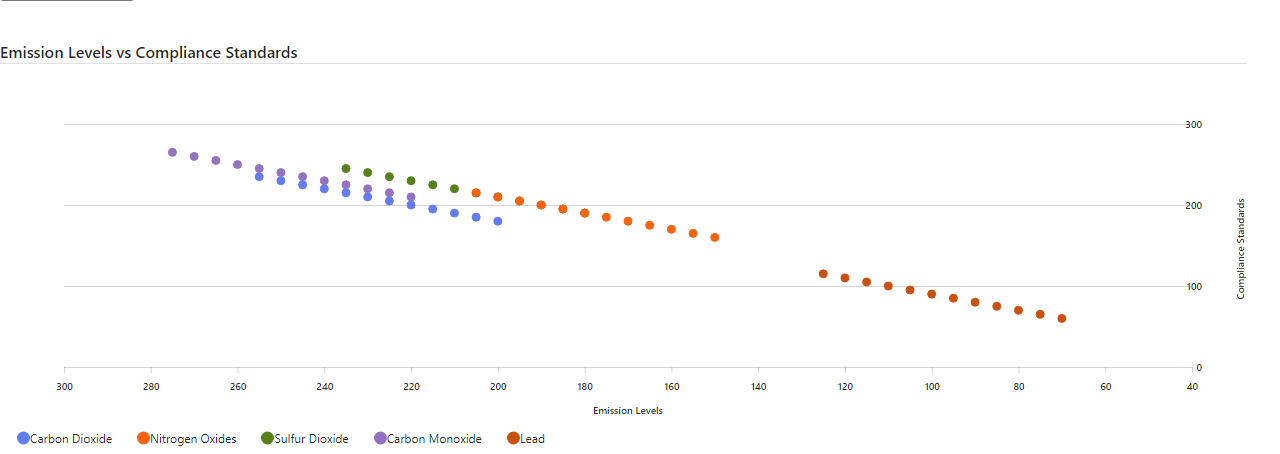 Emission Levels vs Compliance Standards
300
200
100
0
Compliance Standards
300 280 260 240 220 200 180 160 140 120 100 80 60 40
Emission Levels
Carbon Dioxide Nitrogen Oxides Sulfur Dioxide Carbon Monoxide Lead